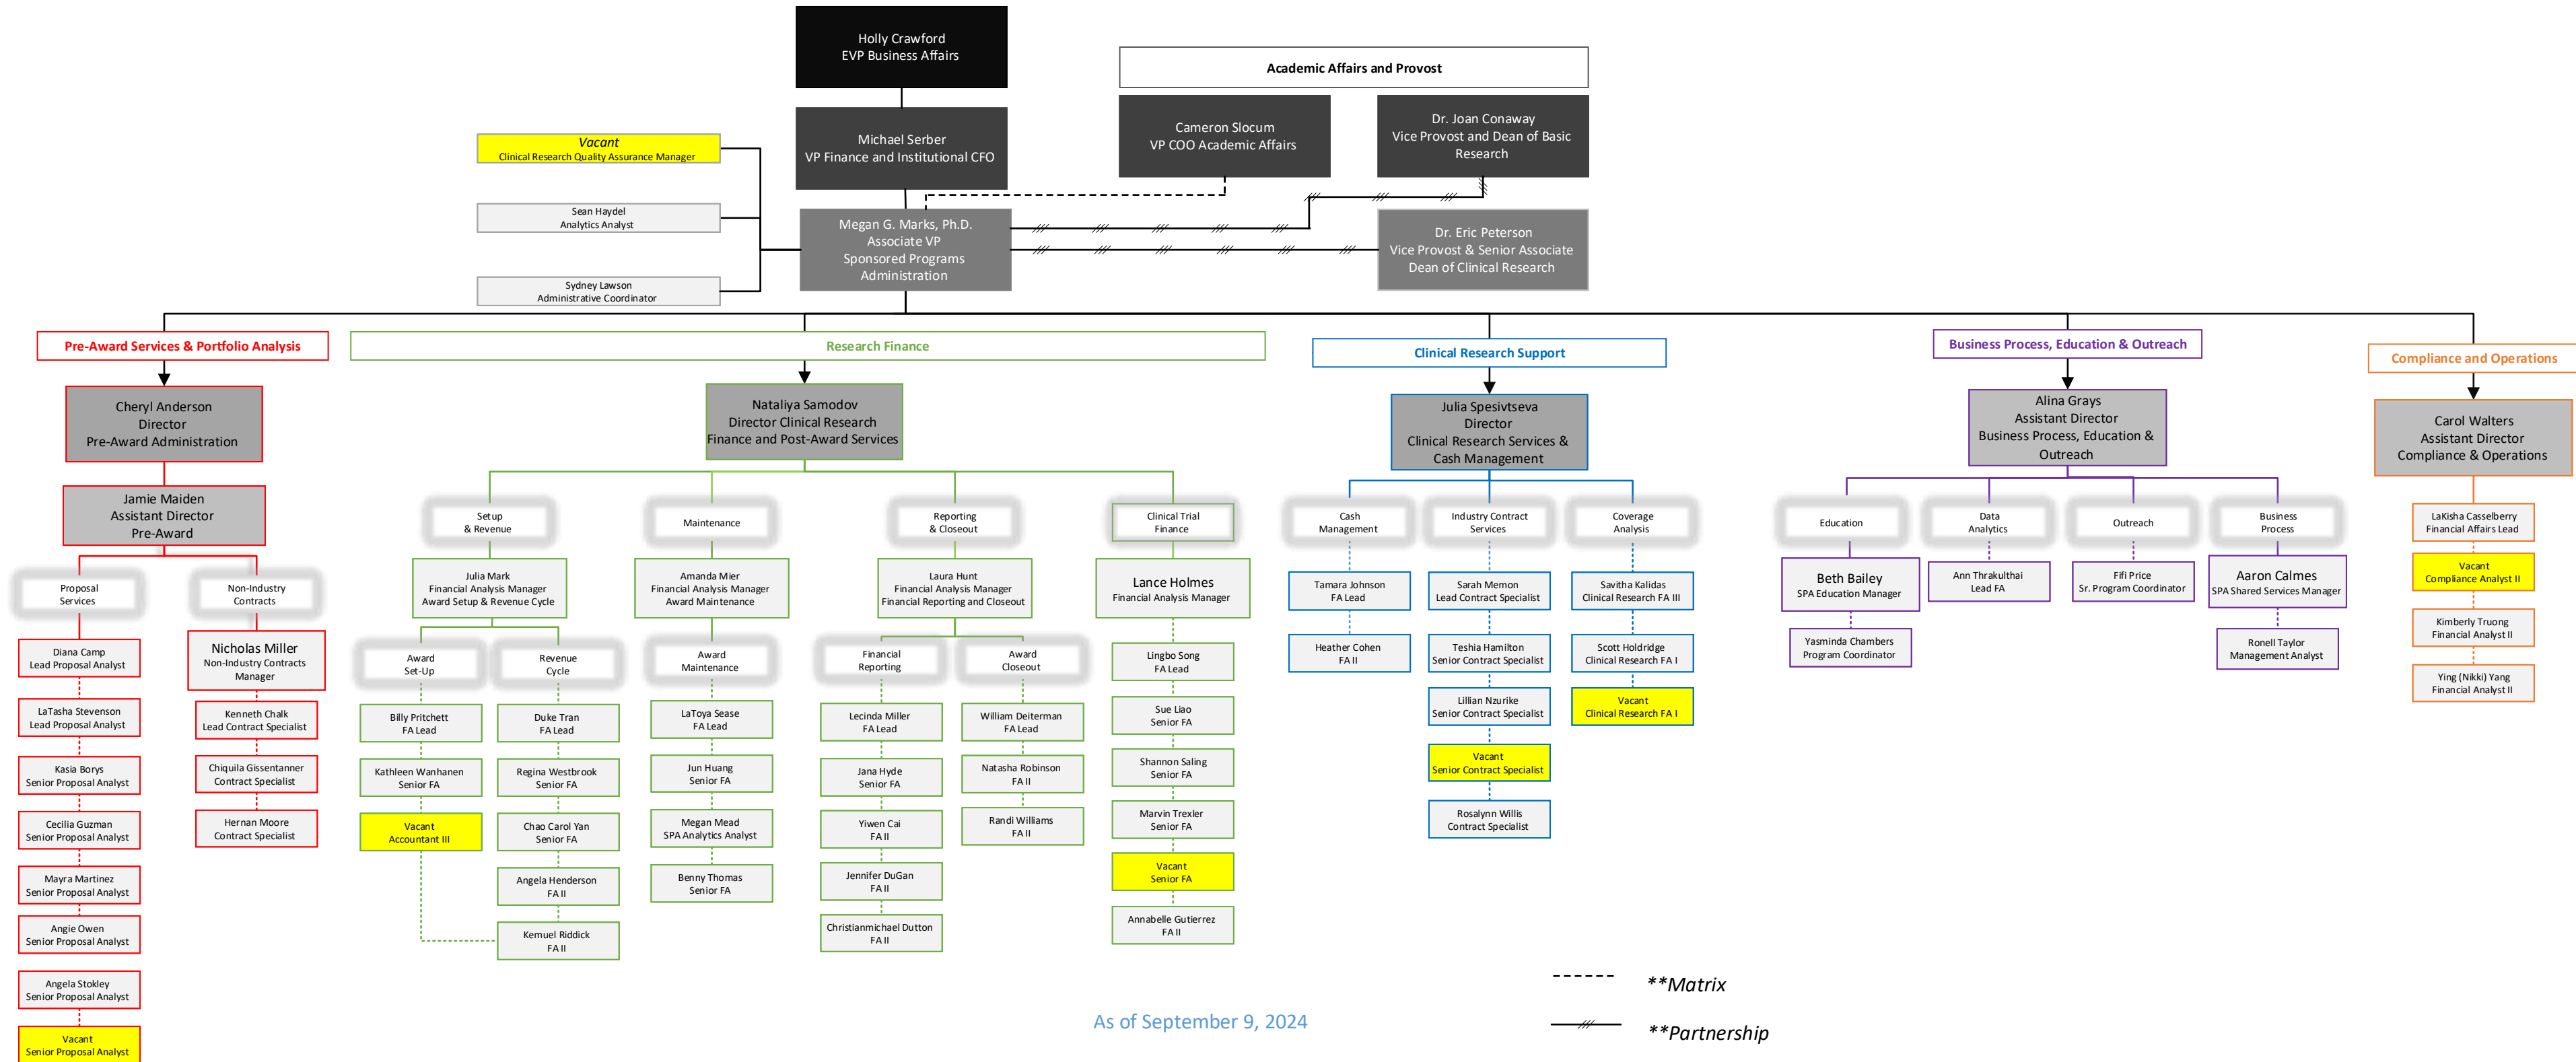 Holly Crawford
EVP Business Affairs
Academic Affairs and Provost
Michael Serber
VP Finance and Institutional CFO
Cameron Slocum
VP COO Academic Affairs
Dr. Joan Conaway
Vice Provost and Dean of Basic
Research
Vacant
Clinical Research Quality Assurance Manager
Sean Haydel
Analytics Analyst
Sydney Lawson
Administrative Coordinator
Megan G. Marks, Ph.D.
Associate VP
Sponsored Programs
Administration
Dr. Eric Peterson
Vice Provost & Senior Associate
Dean of Clinical Research
Pre-Award Services & Portfolio Analysis
Cheryl Anderson
Director
Pre-Award Administration
Jamie Maiden
Assistant Director
Pre-Award
Proposal
Services
Diana Camp
Lead Proposal Analyst
LaTasha Stevenson
Lead Proposal Analyst
Kasia Borys
Senior Proposal Analyst
Cecilia Guzman
Senior Proposal Analyst
Mayra Martinez
Senior Proposal Analyst
Angie Owen
Senior Proposal Analyst
Angela Stokley
Senior Proposal Analyst
Vacant
Senior Proposal Analyst
Non-Industry
Contracts
Nicholas Miller
Non-Industry Contracts
Manager
Kenneth Chalk
Lead Contract Specialist
Chiquila Gissentanner
Contract Specialist
Hernan Moore
Contract Specialist
Research Finance
Nataliya Samodov
Director Clinical Research
Finance and Post-Award Services
Setup
& Revenue
Julia Mark
Financial Analysis Manager
Award Setup & Revenue Cycle
Award
Set-Up
Billy Pritchett
FA Lead
Kathleen Wanhanen
Senior FA
Vacant
Accountant III
Revenue
Cycle
Duke Tran
FA Lead
Regina Westbrook
Senior FA
Chao Carol Yan
Senior FA
Angela Henderson
FA II
Kemuel Riddick
FA II
Maintenance
Amanda Mier
Financial Analysis Manager
Award Maintenance
Award
Maintenance
LaToya Sease
FA Lead
Jun Huang
Senior FA
Megan Mead
SPA Analytics Analyst
Benny Thomas
Senior FA
Reporting
& Closeout
Laura Hunt
Financial Analysis Manager
Financial Reporting and Closeout
Financial
Reporting
Lecinda Miller
FA Lead
Jana Hyde
Senior FA
Yiwen Cai
FA II
Jennifer DuGan
FA II
Christianmichael Dutton
FA II
Award
Closeout
William Deiterman
FA Lead
Natasha Robinson
FA II
Randi Williams
FA II
Clinical Trial
Finance
Lance Holmes
Financial Analysis Manager
Lingbo Song
FA Lead
Sue Liao
Senior FA
Shannon Saling
Senior FA
Marvin Trexler
Senior FA
Vacant
Senior FA
Annabelle Gutierrez
FA II
Clinical Research Support
Julia Spesivtseva
Director
Clinical Research Services &
Cash Management
Cash
Management
Tamara Johnson
FA Lead
Heather Cohen
FA II
Industry Contract
Services
Sarah Memon
Lead Contract Specialist
Teshia Hamilton
Senior Contract Specialist
Lillian Nzurike
Senior Contract Specialist
Vacant
Senior Contract Specialist
Rosalynn Willis
Contract Specialist
Coverage
Analysis
Savitha Kalidas
Clinical Research FA III
Scott Holdridge
Clinical Research FA I
Vacant
Clinical Research FA I
Business Process, Education & Outreach
Alina Grays
Assistant Director
Business Process, Education &
Outreach
Education
Beth Bailey
SPA Education Manager
Yasminda Chambers
Program Coordinator
Data
Analytics
Ann Thrakulthai
Lead FA
Outreach
Fifi Price
Sr. Program Coordinator
Business
Process
Aaron Calmes
SPA Shared Services Manager
Ronell Taylor
Management Analyst
Compliance and Operations
Carol Walters
Assistant Director
Compliance & Operations
LaKisha Casselberry
Financial Affairs Lead
Vacant
Compliance Analyst II
Kimberly Truong
Financial Analyst II
Ying (Nikki) Yang
Financial Analyst II
As of September 9, 2024
**Matrix
**Partnership